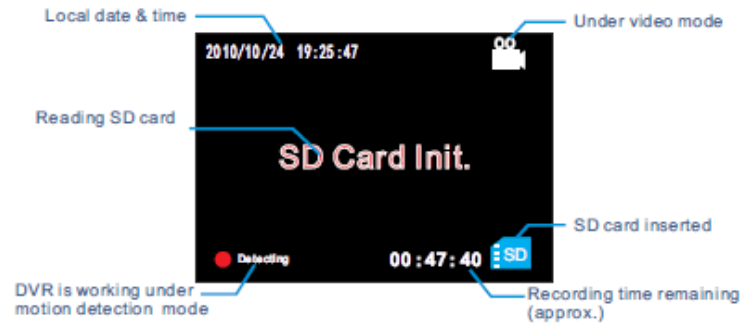 Local date & time
Under video mode
2010/10/24 19:25:47
Reading SD card
SD Card Init.
SD card inserted
Detecting
00:47:40
SD
DVR is working under
motion detection mode
Recording time remaining
(approx.)